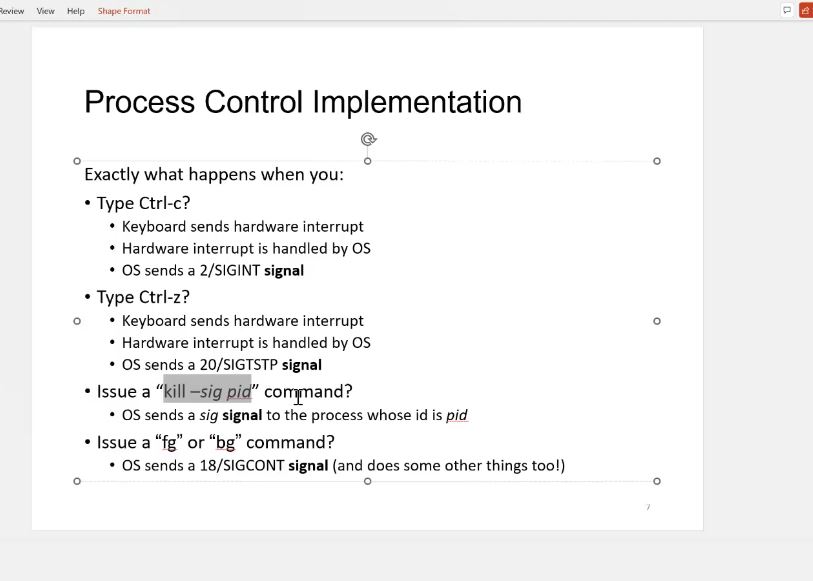 Review View Help Shape Format
Process Control Implementation
Exactly what happens when you:
• Type Ctrl-c?
• Keyboard sends hardware interrupt
• Hardware interrupt is handled by OS
• OS sends a 2/SIGINT signal
• Type Ctrl-z?
• Keyboard sends hardware interrupt
• Hardware interrupt is handled by OS
• OS sends a 20/SIGTSTP signal
• Issue a “kill –sig pid” command?
• OS sends a sig signal to the process whose id is pid
• Issue a “fg” or “bg” command?
• OS sends a 18/SIGCONT signal (and does some other things too!)
7